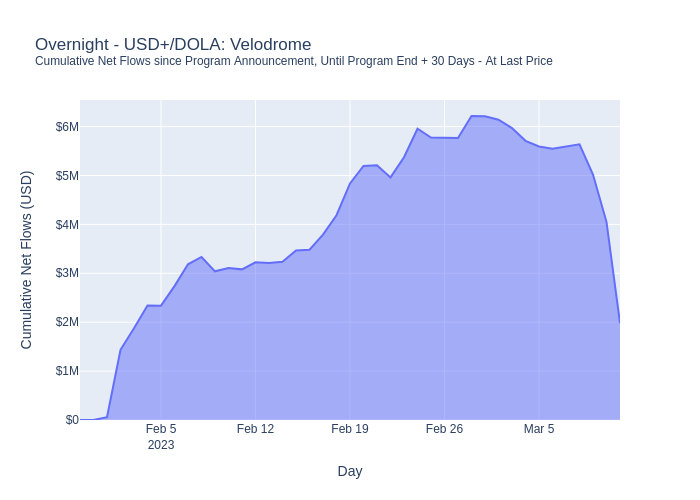 Overnight - USD+/DOLA: Velodrome
Cumulative Net Flows since Program Announcement, Until Program End + 30 Days - At Last Price
$6M
$5M
$4M
$3M
$2M
$1M
$0
Cumulative Net Flows (USD)
Feb 5 Feb 12 Feb 19 Feb 26 Mar 5
2023
Day